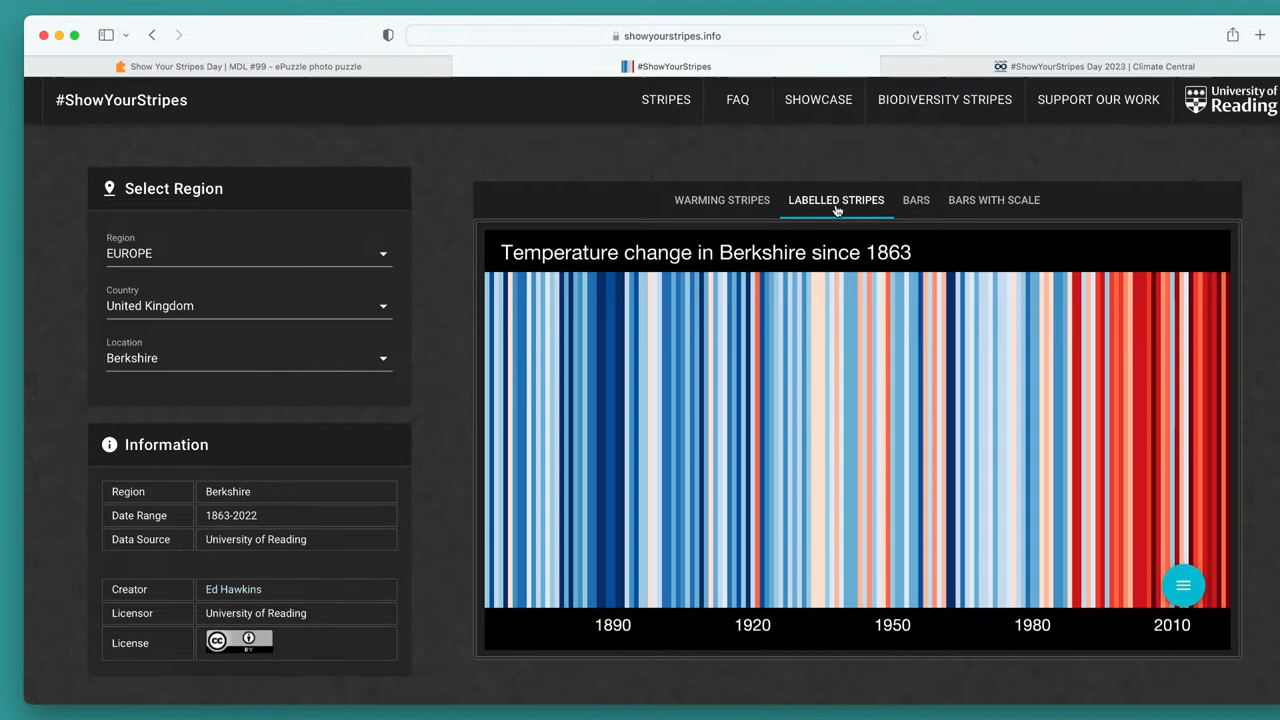 showyourstripes.info
Show Your Stripes Day | MDL #99 - ePuzzle photo puzzle
#ShowYourStripes
#ShowYourStripes Day 2023 | Climate Central
#ShowYourStripes
STRIPES
FAQ
SHOWCASE
BIODIVERSITY STRIPES
SUPPORT OUR WORK
University of
Reading
Select Region
Region
EUROPE
Country
United Kingdom
Location
Berkshire
Information
Region Berkshire
Date Range 1863-2022
Data Source University of Reading
Creator Ed Hawkins
Licensor University of Reading
License
cc
BY
WARMING STRIPES
LABELLED STRIPES
BARS
BARS WITH SCALE
Temperature change in Berkshire since 1863
1890 1920 1950 1980 2010